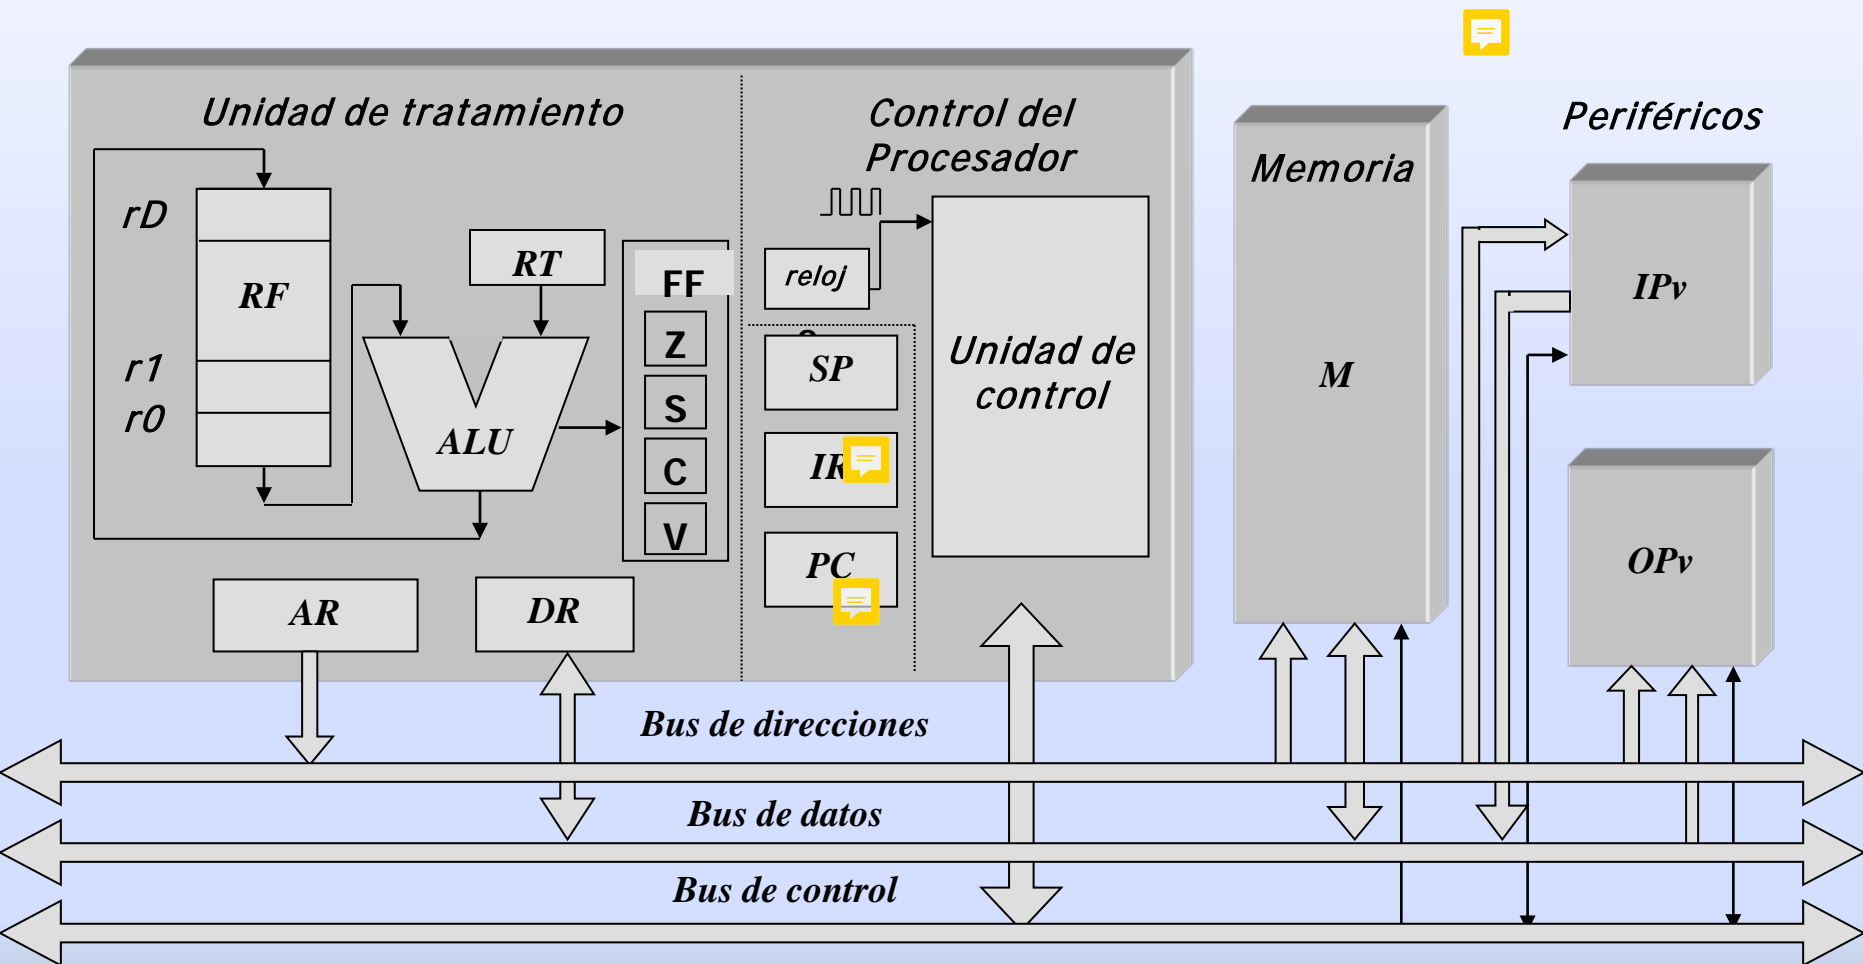 Unidad de tratamiento
Control del
Procesador
Memoria
Periféricos
rD
RF
r1
r0
RT
ALU
FF
Z
S
C
V
reloj
SP
IR
PC
Unidad de
control
M
IPv
OPv
AR
DR
Bus de direcciones
Bus de datos
Bus de control